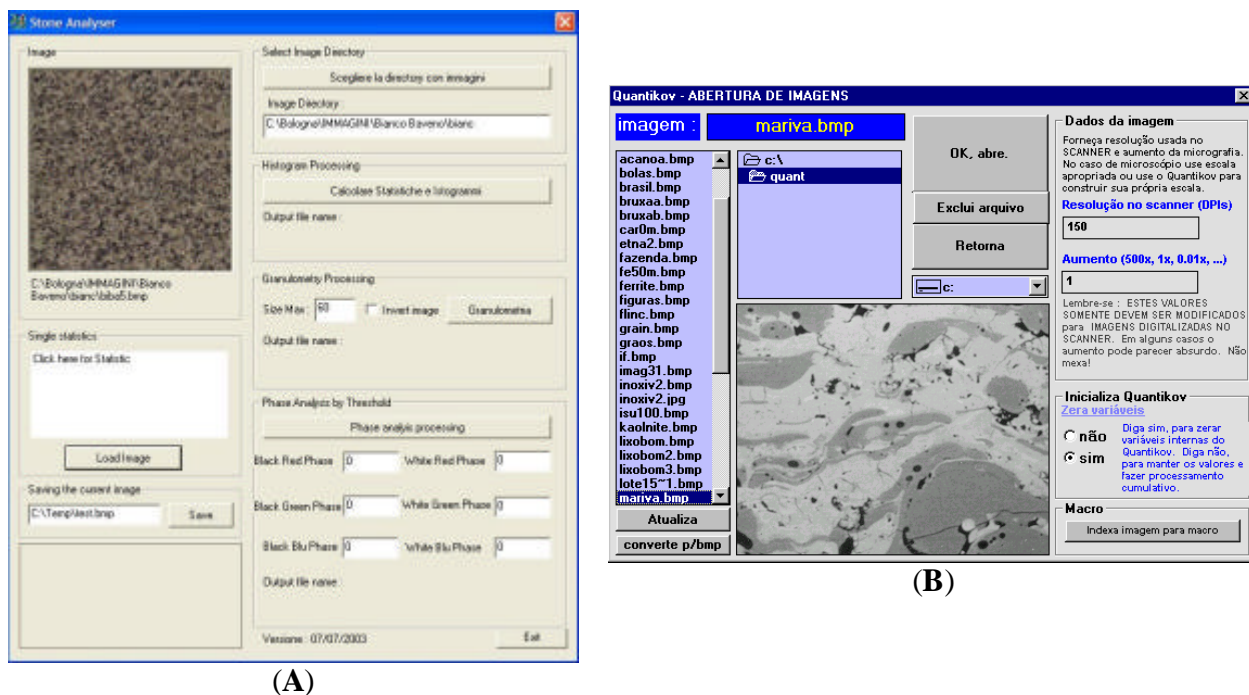 Stone Analyser
Image
C:\Bologna\IMMAGINI\Bianco
Baveno\bianc\biba5.bmp
Single statistics
Click here for Statistic
Load Image
Saving the current image
C:\Temp\test.bmp
Save
Select Image Directory
Scegliere la directory con immagini
Image Directory
C:\Bologna\IMMAGINI\Bianco Baveno\bianc
Histogram Processing
Calcolare Statistiche e Istogrammi
Output file name :
Granulometry Processing
Size Max : 60 Invert image Granulometria
Output file name :
Phase Analysis by Threshold
Phase analyis processing
Black Red Phase 0 White Red Phase 0
Black Green Phase 0 White Green Phase 0
Black Blu Phase 0 White Blu Phase 0
Output file name :
Versione : 07/07/2003
Exit
(A)
Quantikov - ABERTURA DE IMAGENS
imagem : mariva.bmp
acanoa.bmp
bolas.bmp
brasil.bmp
bruxaa.bmp
bruxab.bmp
car0m.bmp
etna2.bmp
fazenda.bmp
fe50m.bmp
ferrite.bmp
figuras.bmp
flinc.bmp
grain.bmp
graos.bmp
if.bmp
imag31.bmp
inoxiv2.bmp
inoxiv2.jpg
isu100.bmp
kaolnite.bmp
lixobom.bmp
lixobom2.bmp
lixobom3.bmp
lote15~1.bmp
mariva.bmp
Atualiza
converte p/bmp
c:\
quant
OK, abre.
Exclui arquivo
Retorna
c:
Dados da imagem
Forneça resolução usada no
SCANNER e aumento da micrografia.
No caso de microscópio use escala
apropriada ou use o Quantikov para
construir sua própria escala.
Resolução no scanner (DPIs)
150
Aumento (500x, 1x, 0.01x, ...)
1
Lembre-se : ESTES VALORES
SOMENTE DEVEM SER MODIFICADOS
para IMAGENS DIGITALIZADAS NO
SCANNER. Em alguns casos o
aumento pode parecer absurdo. Não
mexa!
Inicializa Quantikov
Zera variáveis
não
sim
Diga sim, para zerar
variáveis internas do
Quantikov. Diga não,
para manter os valores e
fazer processamento
cumulativo.
Macro
Indexa imagem para macro
(B)